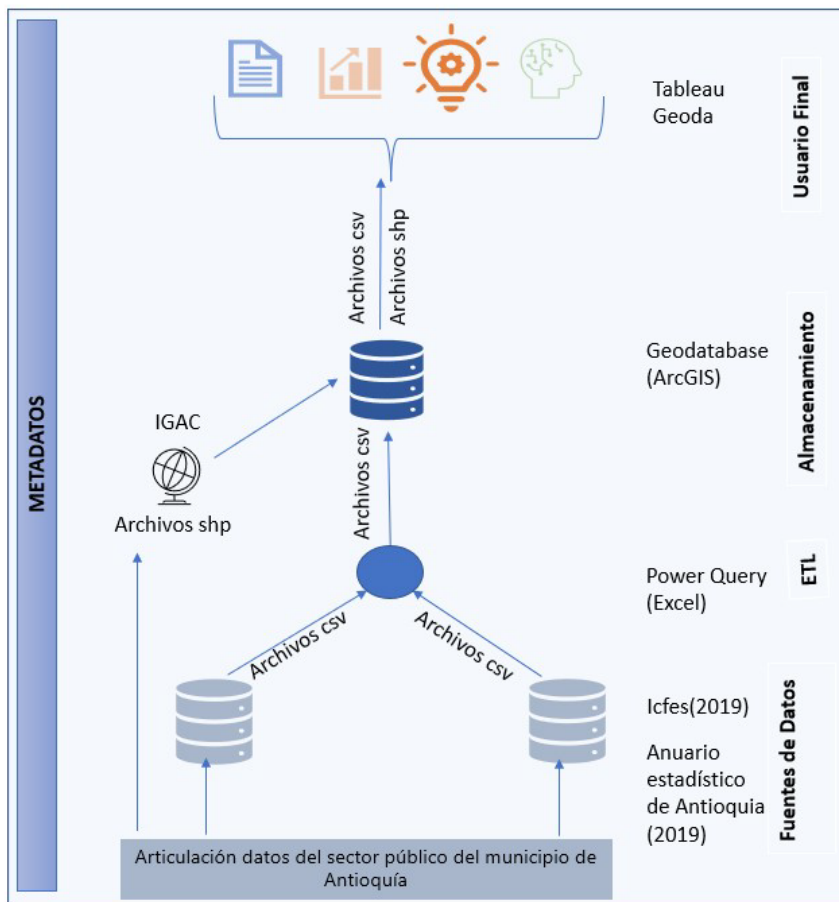 METADATOS
Tableau
Geoda
Usuario Final
Archivos csv
Archivos shp
Geodatabase
(ArcGIS)
Almacenamiento
IGAC
Archivos shp
Archivos csv
Power Query
(Excel)
ETL
Archivos csv
Archivos csv
Icfes(2019)
Anuario
estadístico
de Antioquia
(2019)
Fuentes de Datos
Articulación datos del sector público del municipio de
Antioquía